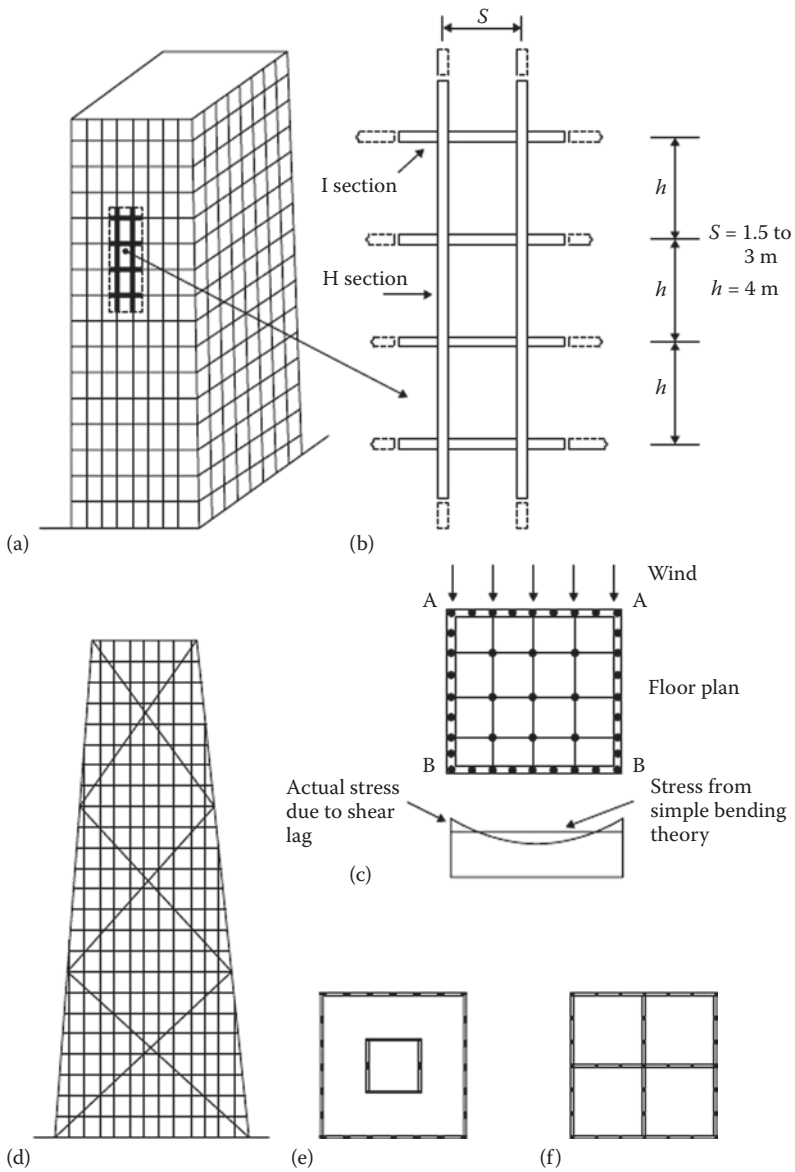 S
I section
H section
h
h
h
S = 1.5 to
3 m
h = 4 m
(a)
(b)
Wind
A
A
Floor plan
B
B
Actual stress
due to shear
lag
Stress from
simple bending
theory
(c)
(d)
(e)
(f)